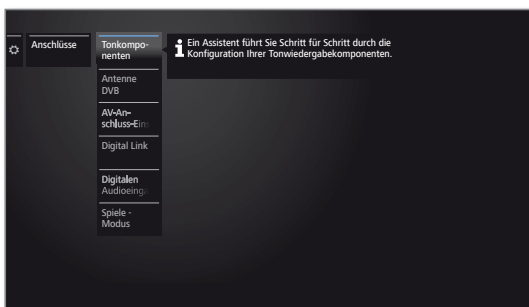 Anschlüsse
Tonkompo-
nenten
Ein Assistent führt Sie Schritt für Schritt durch die
Konfiguration Ihrer Tonwiedergabekomponenten.
Antenne
DVB
AV-An-
schluss-Ein
Digital Link
Digitalen
Audioeinga
Spiele -
Modus